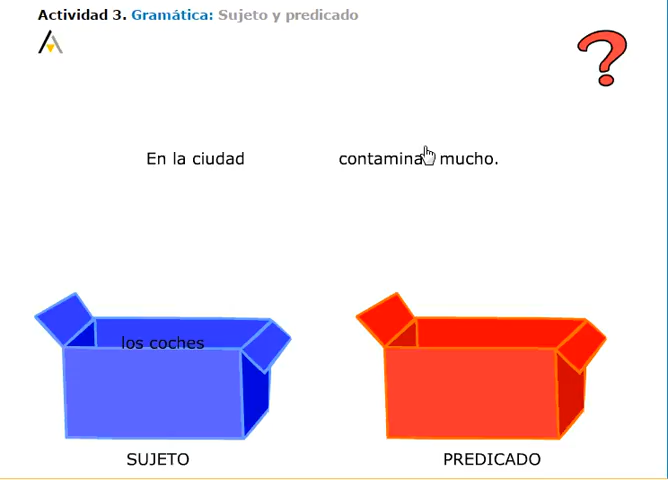 Actividad 3. Gramática: Sujeto y predicado
En la ciudad contamina mucho.
los coches
SUJETO PREDICADO